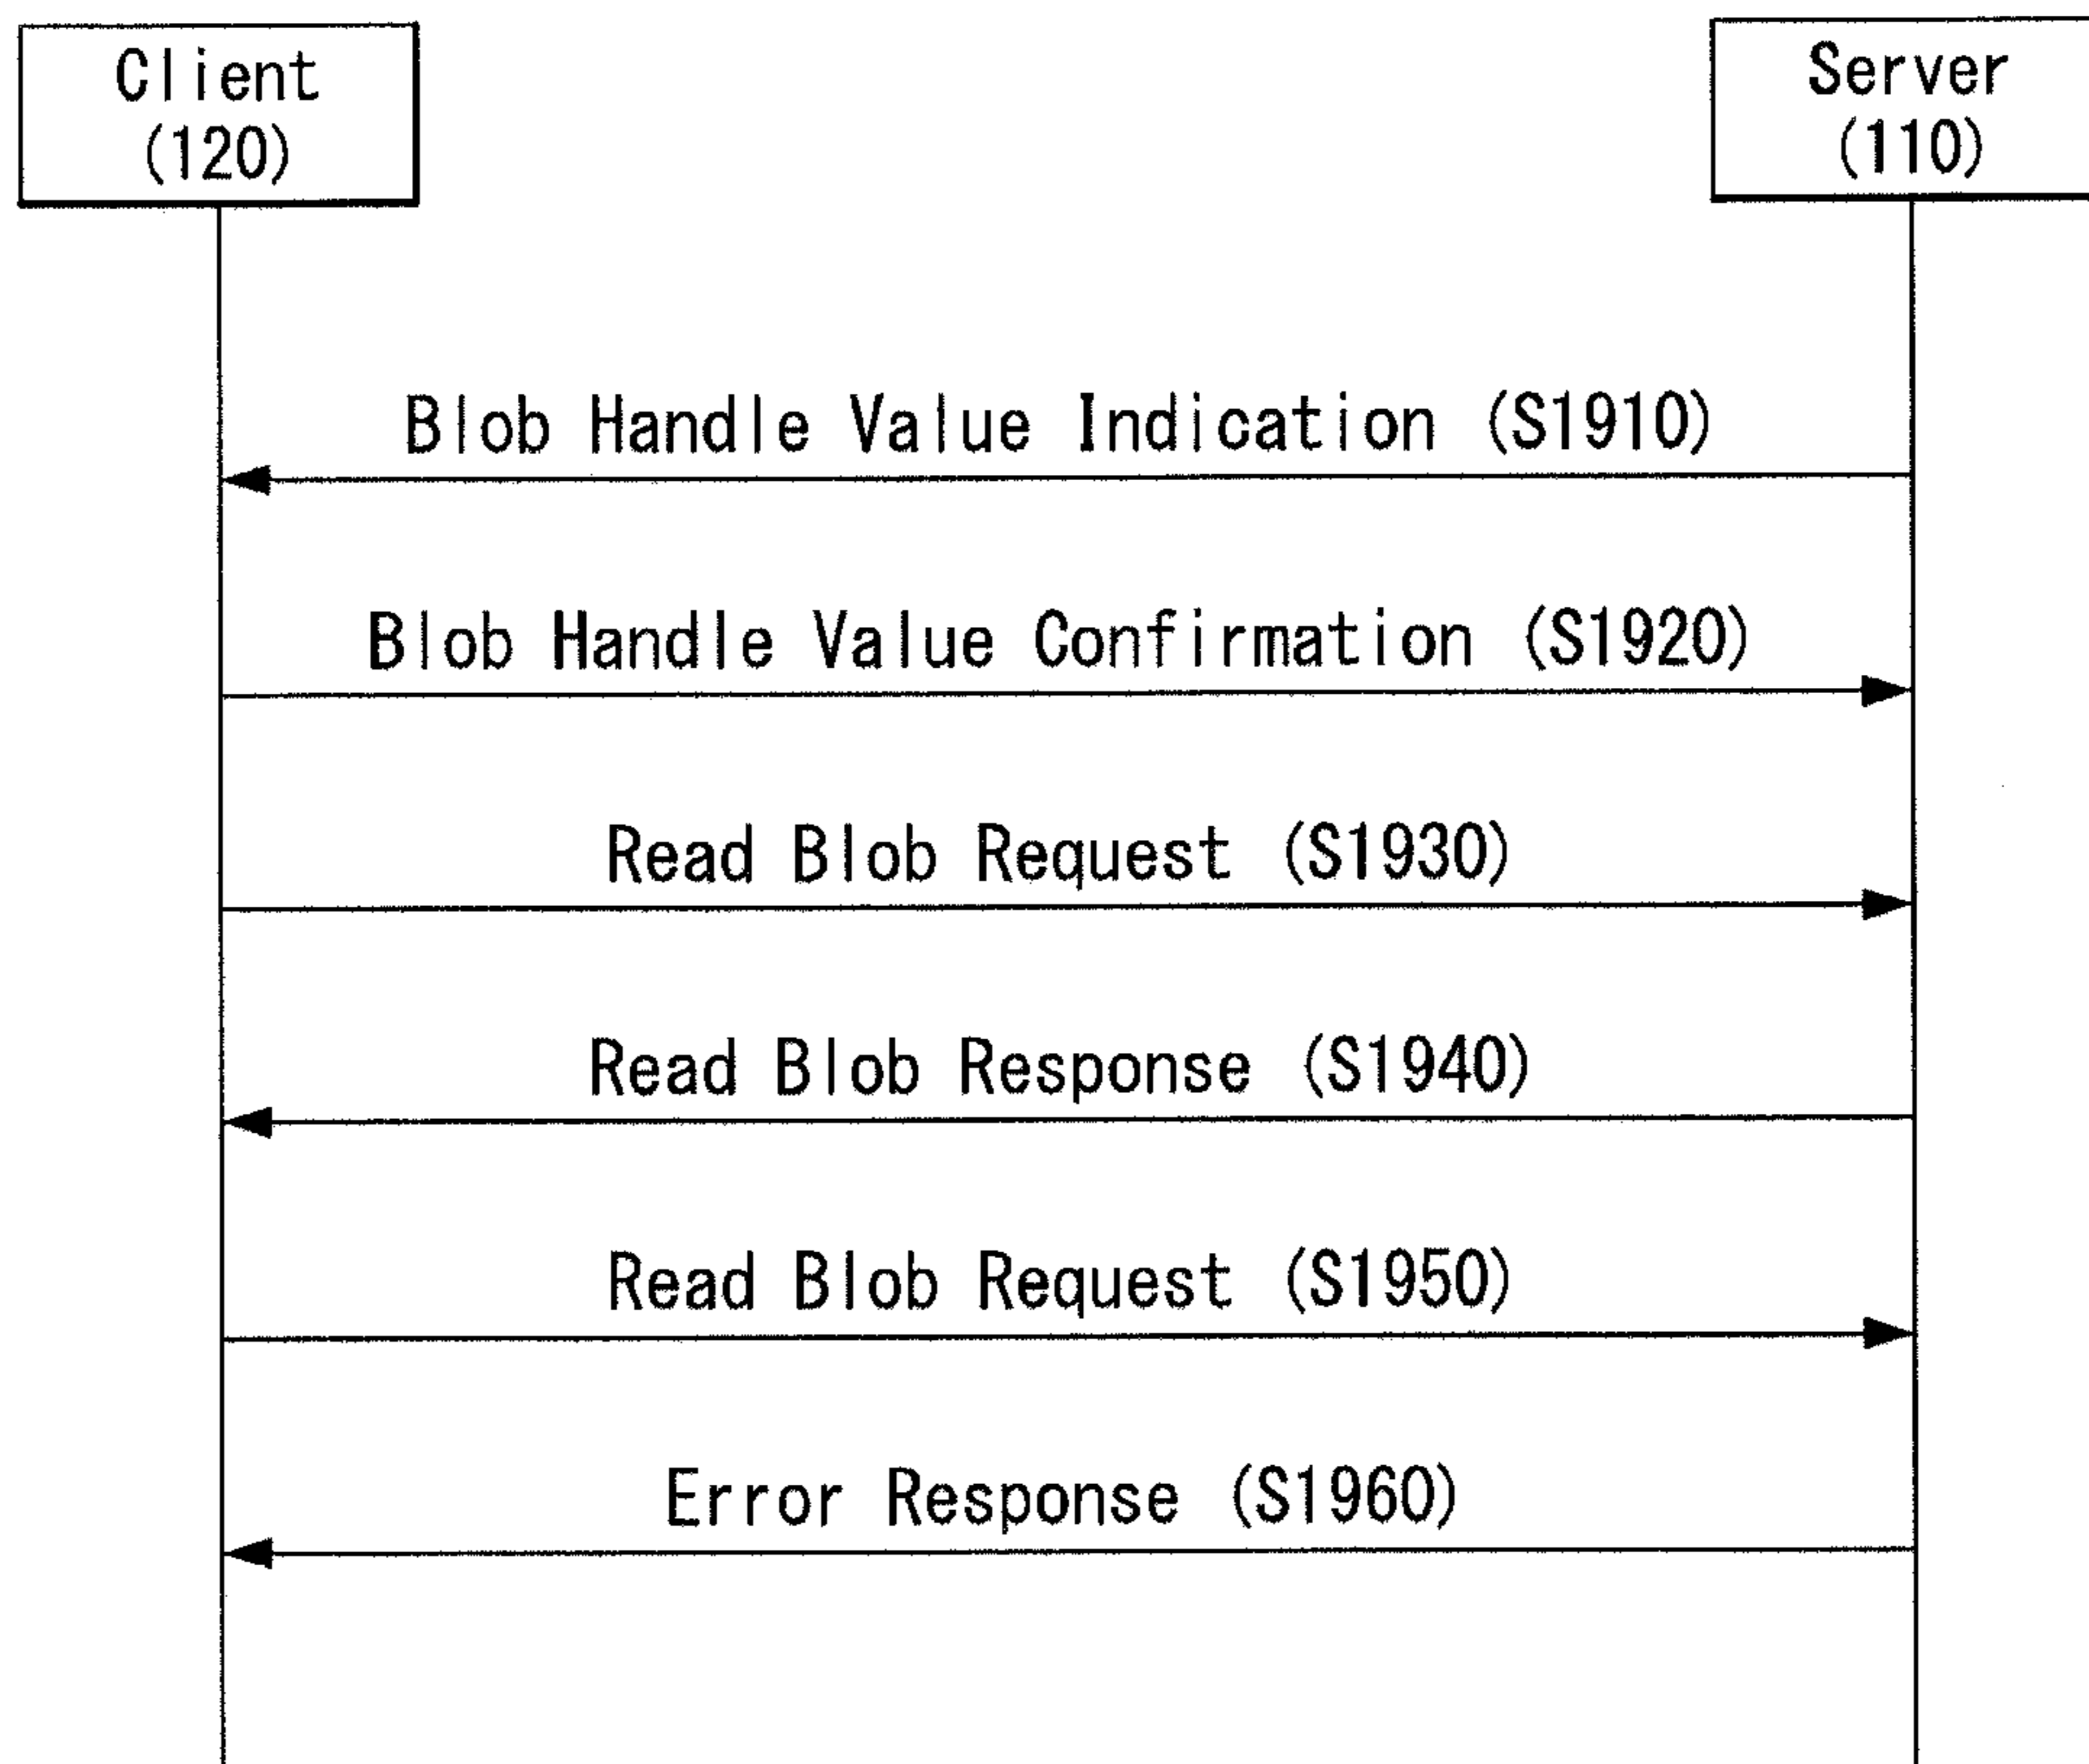 Client
(120)
Server
(110)
Blob Handle Value Indication (S1910)
Blob Handle Value Confirmation (S1920)
Read Blob Request (S1930)
Read Blob Response (S1940)
Read Blob Request (S1950)
Error Response (S1960)